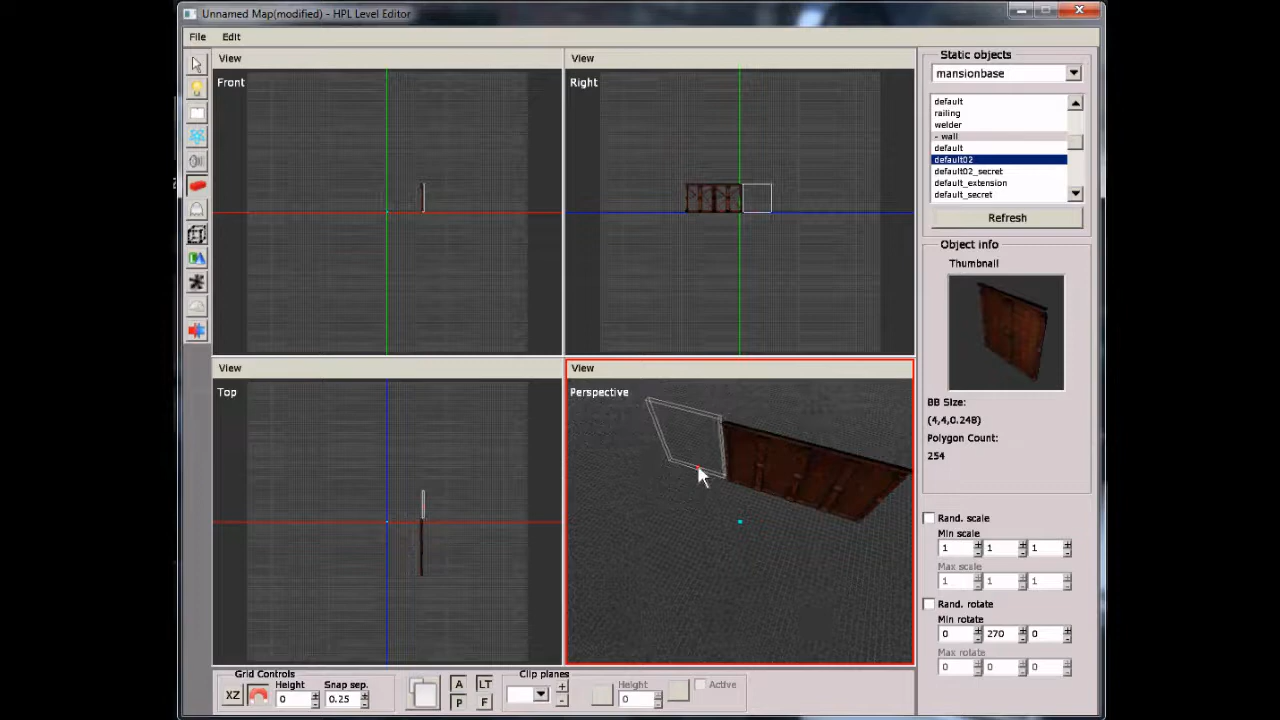 Unnamed Map(modified) - HPL Level Editor
File Edit
View
Front
View
Right
View
Top
View
Perspective
Static objects
mansionbase
default
railing
welder
- wall
default
default02
default02_secret
default_extension
default_secret
Refresh
Object info
Thumbnail
BB Size:
(4,4,0.248)
Polygon Count:
254
Rand. scale
Min scale
1 1 1
Max scale
1 1 1
Rand. rotate
Min rotate
0 270 0
Max rotate
0 0 0
Grid Controls
XZ
Height
0
Snap sep.
0.25
A LT
P F
Clip planes
+
-
Height
0
Active